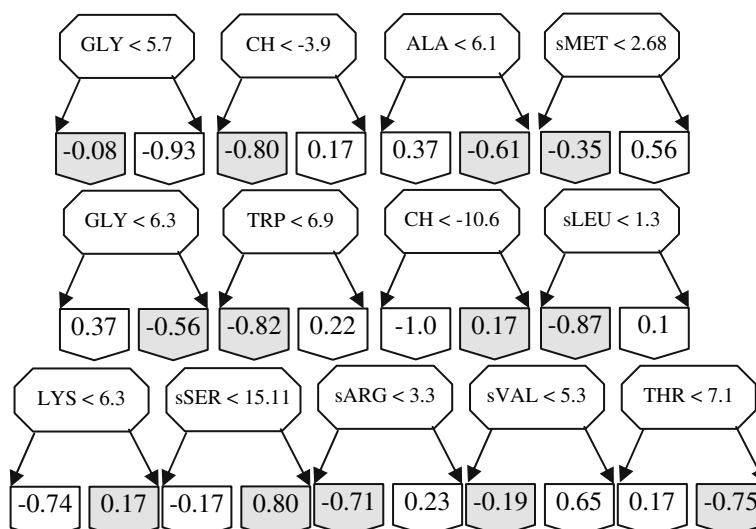 GLY < 5.7 CH < -3.9 ALA < 6.1 sMET < 2.68
-0.08 -0.93 -0.80 0.17 0.37 -0.61 -0.35 0.56
GLY < 6.3 TRP < 6.9 CH < -10.6 sLEU < 1.3
0.37 -0.56 -0.82 0.22 -1.0 0.17 -0.87 0.1
LYS < 6.3 sSER < 15.11 sARG < 3.3 sVAL < 5.3 THR < 7.1
-0.74 0.17 -0.17 0.80 -0.71 0.23 -0.19 0.65 0.17 -0.75